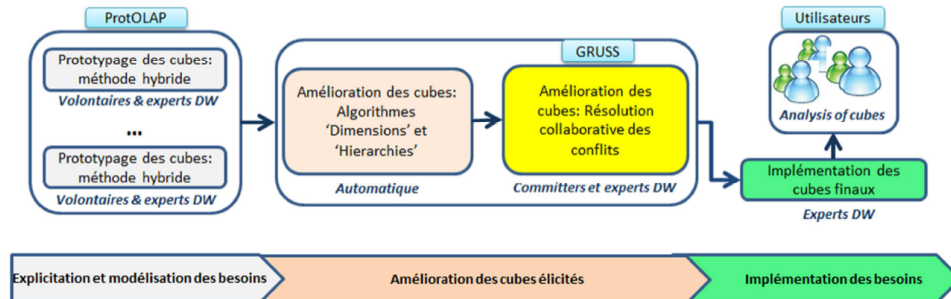 ProtOLAP
Prototypage des cubes:
méthode hybride
Volontaires & experts DW
...
Prototypage des cubes:
méthode hybride
Volontaires & experts DW
GRUSS
Amélioration des cubes:
Algorithmes
‘Dimensions’ et
‘Hierarchies’
Automatique
Amélioration des
cubes: Résolution
collaborative des
conflits
Committers et experts DW
Utilisateurs
Analysis of cubes
Implémentation des
cubes finaux
Experts DW
Explicitation et modélisation des besoins
Amélioration des cubes élicités
Implémentation des besoins